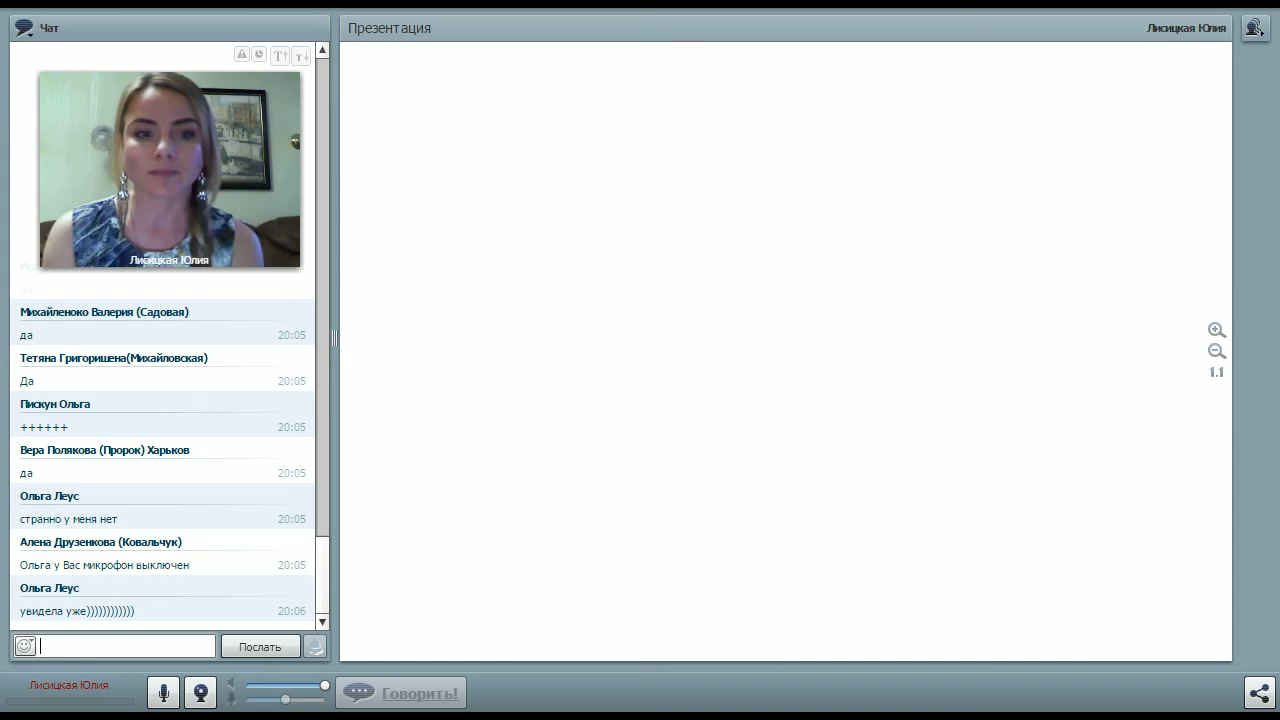 Чат
Презентация
Лисицкая Юлия
T↑ T↓
Лисицкая Юлия
Михайленоко Валерия (Садовая)
да 20:05
Тетяна Григоришена(Михайловская)
Да 20:05
Пискун Ольга
++++++ 20:05
Вера Полякова (Пророк) Харьков
да 20:05
Ольга Леус
странно у меня нет 20:05
Алена Друзенкова (Ковальчук)
Ольга у Вас микрофон выключен 20:05
Ольга Леус
увидела уже)))))))))))) 20:06
1.1
Послать
Лисицкая Юлия
Говорить!